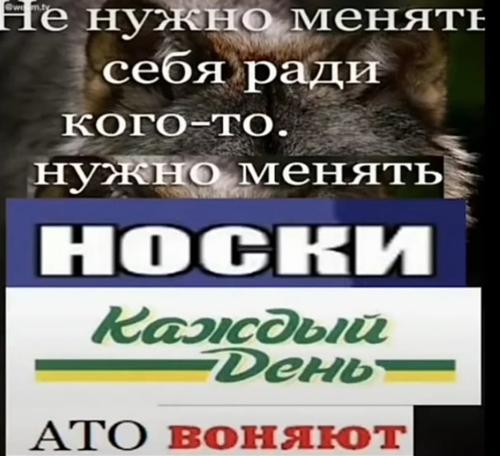 Не нужно менять
себя ради
кого-то.
нужно менять
НОСКИ
Каждый
День
АТО воняют